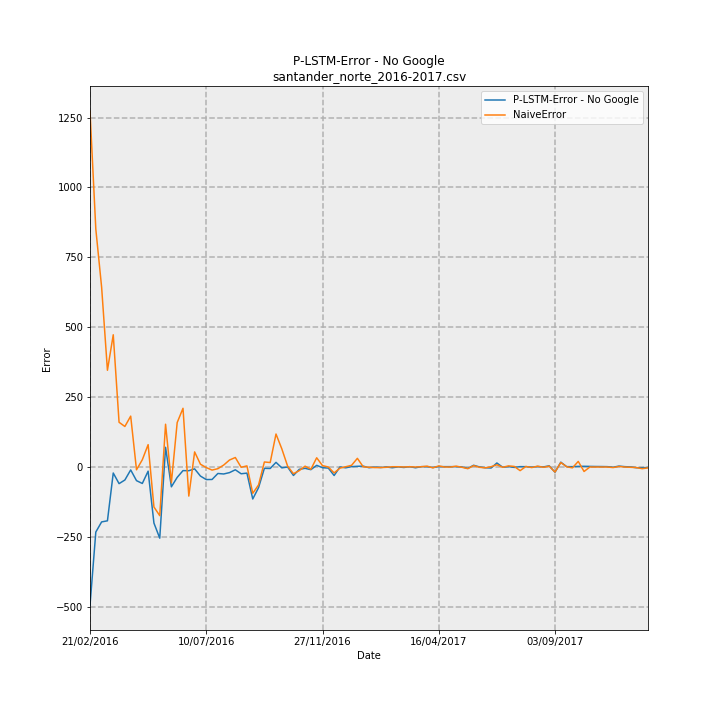 P-LSTM-Error - No Google
santander_norte_2016-2017.csv
P-LSTM-Error - No Google
NaiveError
1250
1000
750
500
250
0
−250
−500
Error
21/02/2016
10/07/2016
27/11/2016
16/04/2017
03/09/2017
Date